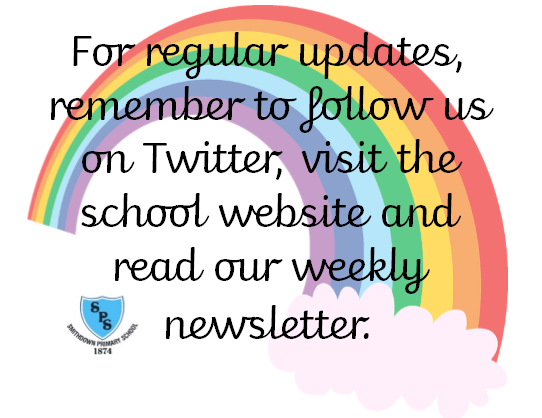 For regular updates,
remember to follow us
on Twitter, visit the
school website and
read our weekly
newsletter.
SPS
SMITHDOWN PRIMARY SCHOOL
1874